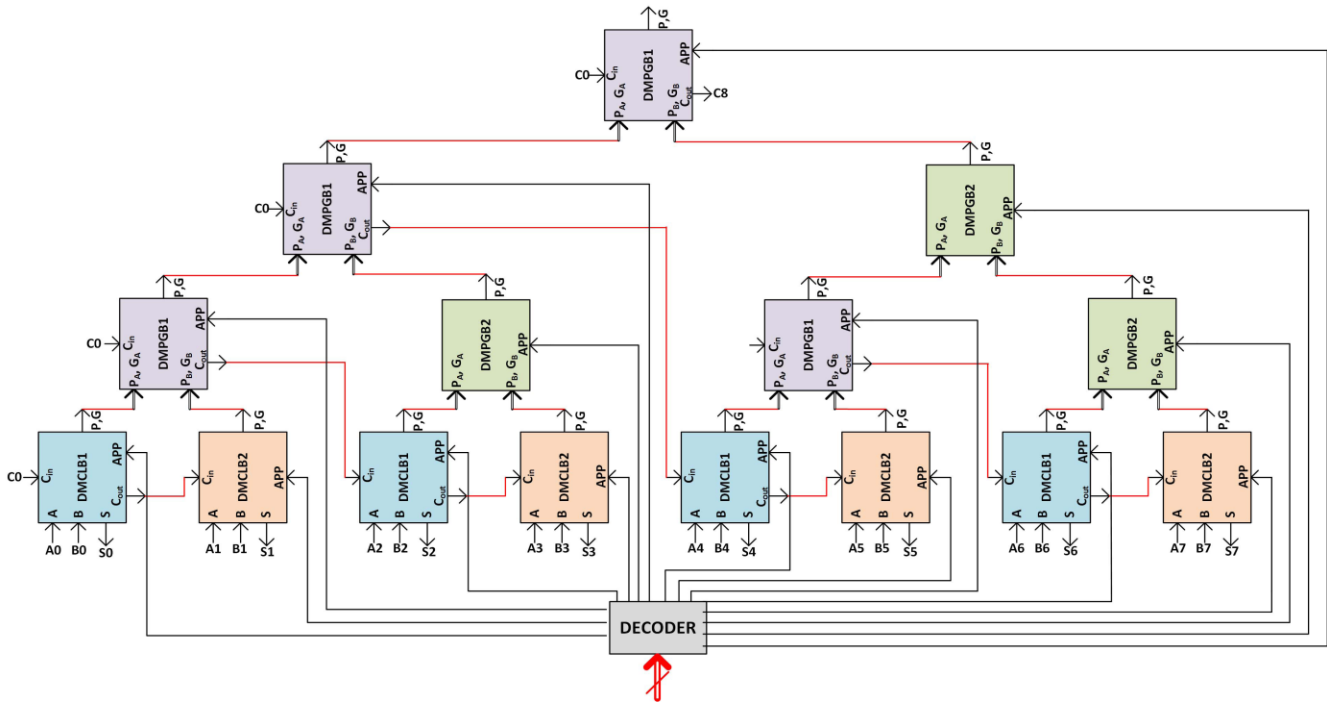 P,G
DMPGB1
APP
C0
Cin
PA, GA
PB, GB
Cout
C8
P,G
DMPGB1
APP
C0
Cin
PA, GA
PB, GB
Cout
P,G
DMPGB2
APP
PA, GA
PB, GB
P,G
DMPGB1
APP
C0
Cin
PA, GA
PB, GB
Cout
P,G
DMPGB2
APP
PA, GA
PB, GB
P,G
DMPGB1
APP
Cin
PA, GA
PB, GB
Cout
P,G
DMPGB2
APP
PA, GA
PB, GB
P,G
DMCLB1
APP
C0
Cin
Cout
A
B
S
P,G
DMCLB2
APP
Cin
A
B
S
P,G
DMCLB1
APP
Cin
Cout
A
B
S
P,G
DMCLB2
APP
Cin
A
B
S
P,G
DMCLB1
APP
Cin
Cout
A
B
S
P,G
DMCLB2
APP
Cin
A
B
S
P,G
DMCLB1
APP
Cin
Cout
A
B
S
P,G
DMCLB2
APP
Cin
A
B
S
A0 B0 S0 A1 B1 S1 A2 B2 S2 A3 B3 S3 A4 B4 S4 A5 B5 S5 A6 B6 S6 A7 B7 S7
DECODER